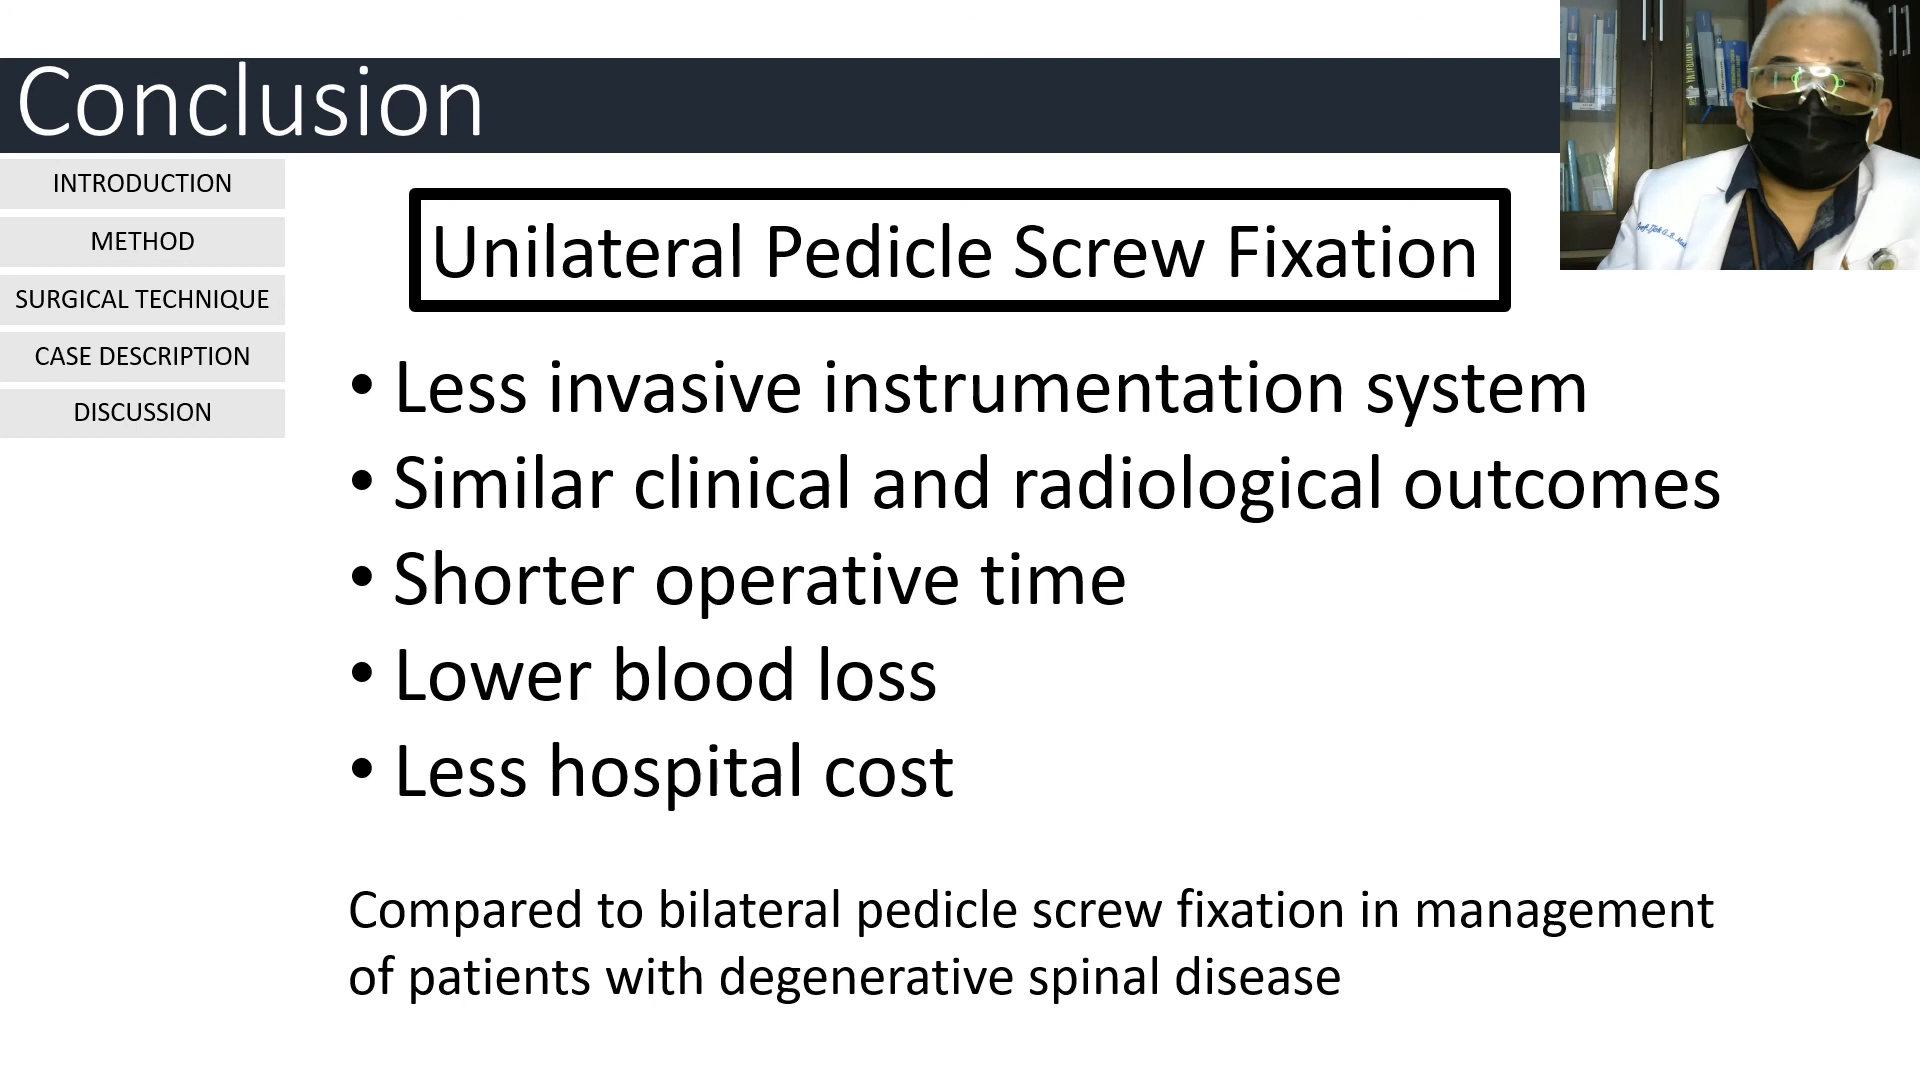 Conclusion
INTRODUCTION
METHOD
SURGICAL TECHNIQUE
CASE DESCRIPTION
DISCUSSION
Unilateral Pedicle Screw Fixation
• Less invasive instrumentation system
• Similar clinical and radiological outcomes
• Shorter operative time
• Lower blood loss
• Less hospital cost
Compared to bilateral pedicle screw fixation in management
of patients with degenerative spinal disease